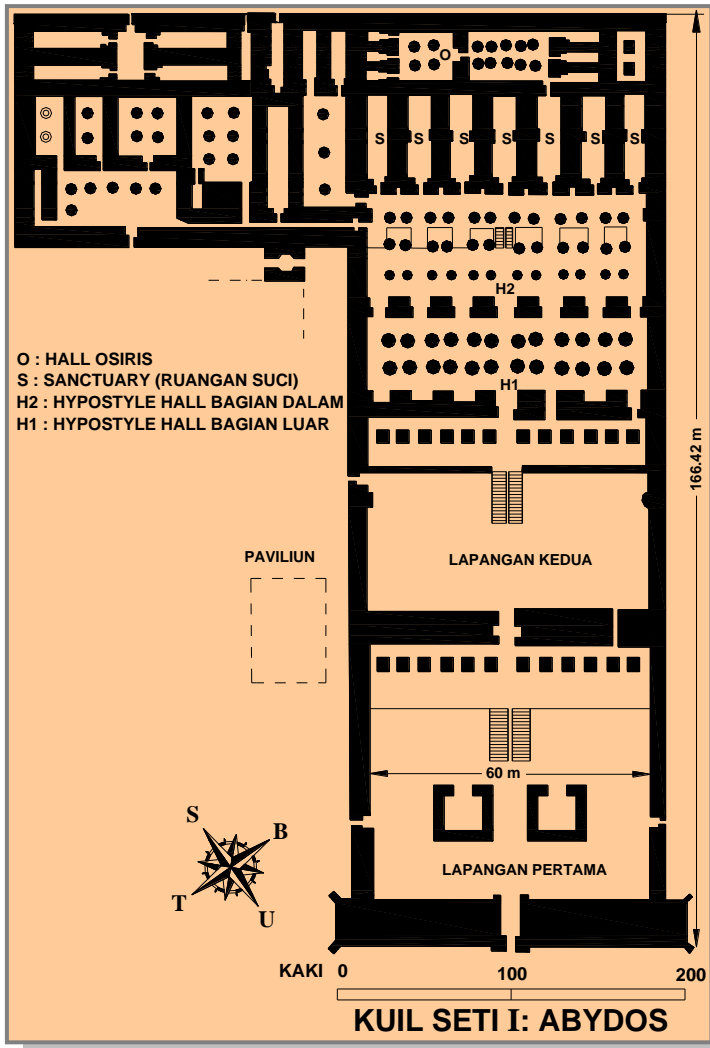 O
S S S S S S S
H2
H1
O : HALL OSIRIS
S : SANCTUARY (RUANGAN SUCI)
H2 : HYPOSTYLE HALL BAGIAN DALAM
H1 : HYPOSTYLE HALL BAGIAN LUAR
166.42 m
PAVILIUN
LAPANGAN KEDUA
60 m
S
B
T
U
LAPANGAN PERTAMA
KAKI 0 100 200
KUIL SETI I: ABYDOS